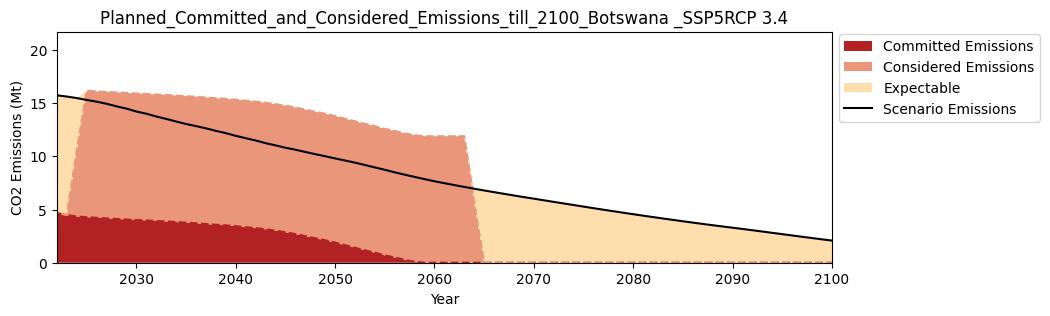 Planned_Committed_and_Considered_Emissions_till_2100_Botswana _SSP5RCP 3.4
Committed Emissions
Considered Emissions
Expectable
Scenario Emissions
CO2 Emissions (Mt)
20
15
10
5
0
2030 2040 2050 2060 2070 2080 2090 2100
Year